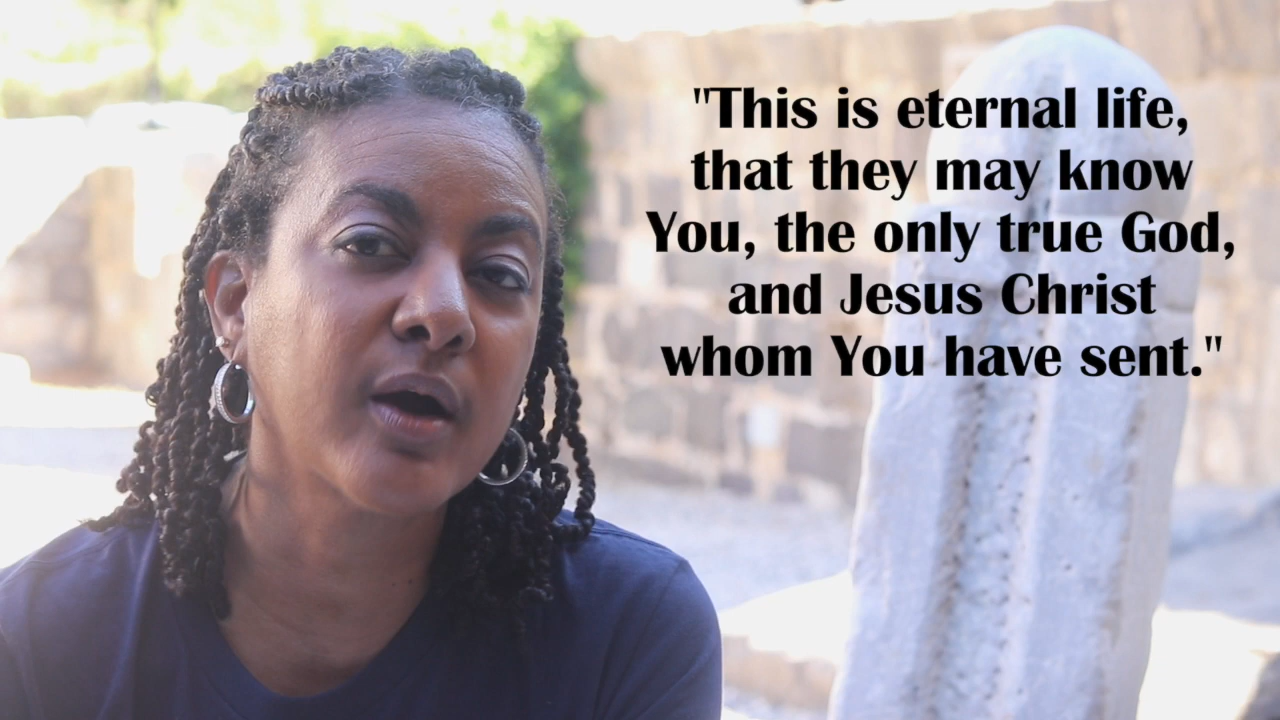 "This is eternal life,
that they may know
You, the only true God,
and Jesus Christ
whom You have sent."